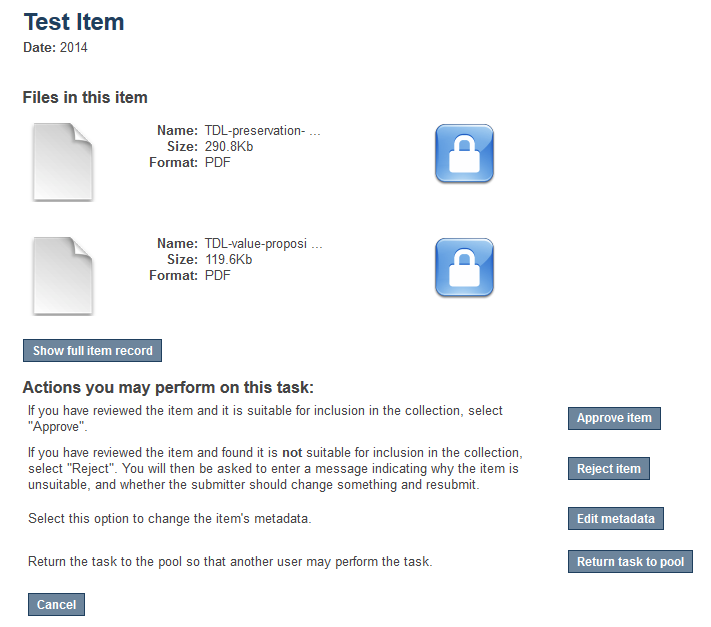 Test Item
Date: 2014
Files in this item
Name: TDL-preservation- ...
Size: 290.8Kb
Format: PDF
Name: TDL-value-proposi ...
Size: 119.6Kb
Format: PDF
Show full item record
Actions you may perform on this task:
If you have reviewed the item and it is suitable for inclusion in the collection, select
"Approve".
Approve item
If you have reviewed the item and found it is not suitable for inclusion in the collection,
select "Reject". You will then be asked to enter a message indicating why the item is
unsuitable, and whether the submitter should change something and resubmit.
Reject item
Select this option to change the item's metadata.
Edit metadata
Return the task to the pool so that another user may perform the task.
Return task to pool
Cancel